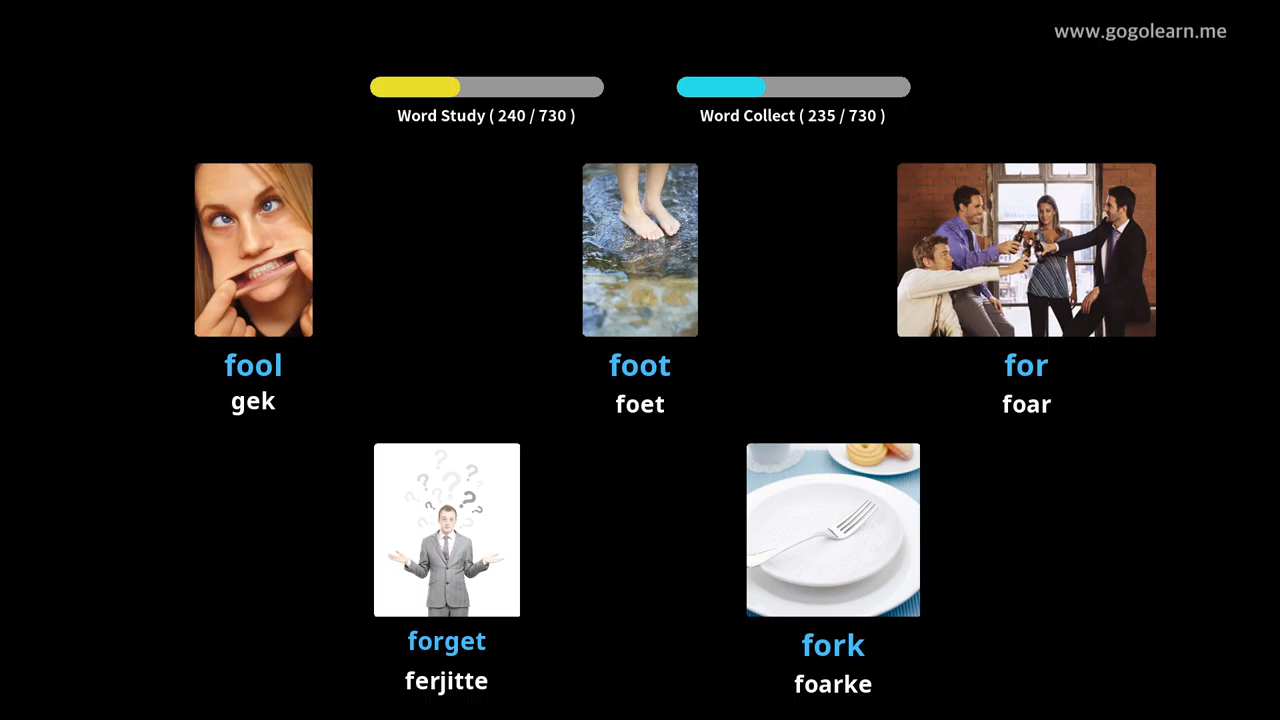 www.gogolearn.me
Word Study ( 240 / 730 )
Word Collect ( 235 / 730 )
fool
gek
foot
foet
for
foar
forget
ferjitte
fork
foarke